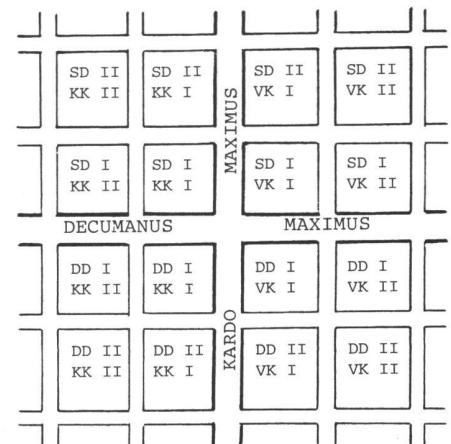 SD II SD II SD II SD II
KK II KK I VK I VK II
MAXIMUS
SD I SD I SD I SD I
KK II KK I VK I VK II
DECUMANUS MAXIMUS
DD I DD I DD I DD I
KK II KK I VK I VK II
KARDO
DD II DD II DD II DD II
KK II KK I VK I VK II